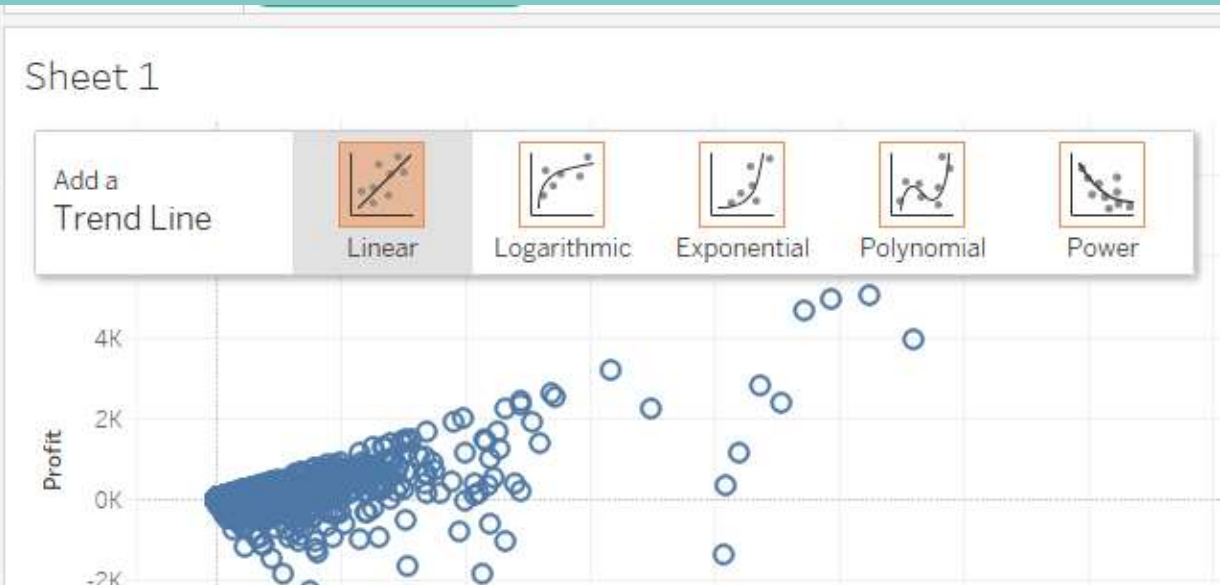 Sheet 1
Add a
Trend Line
Linear
Logarithmic
Exponential
Polynomial
Power
4K
2K
Profit
0K
-2K